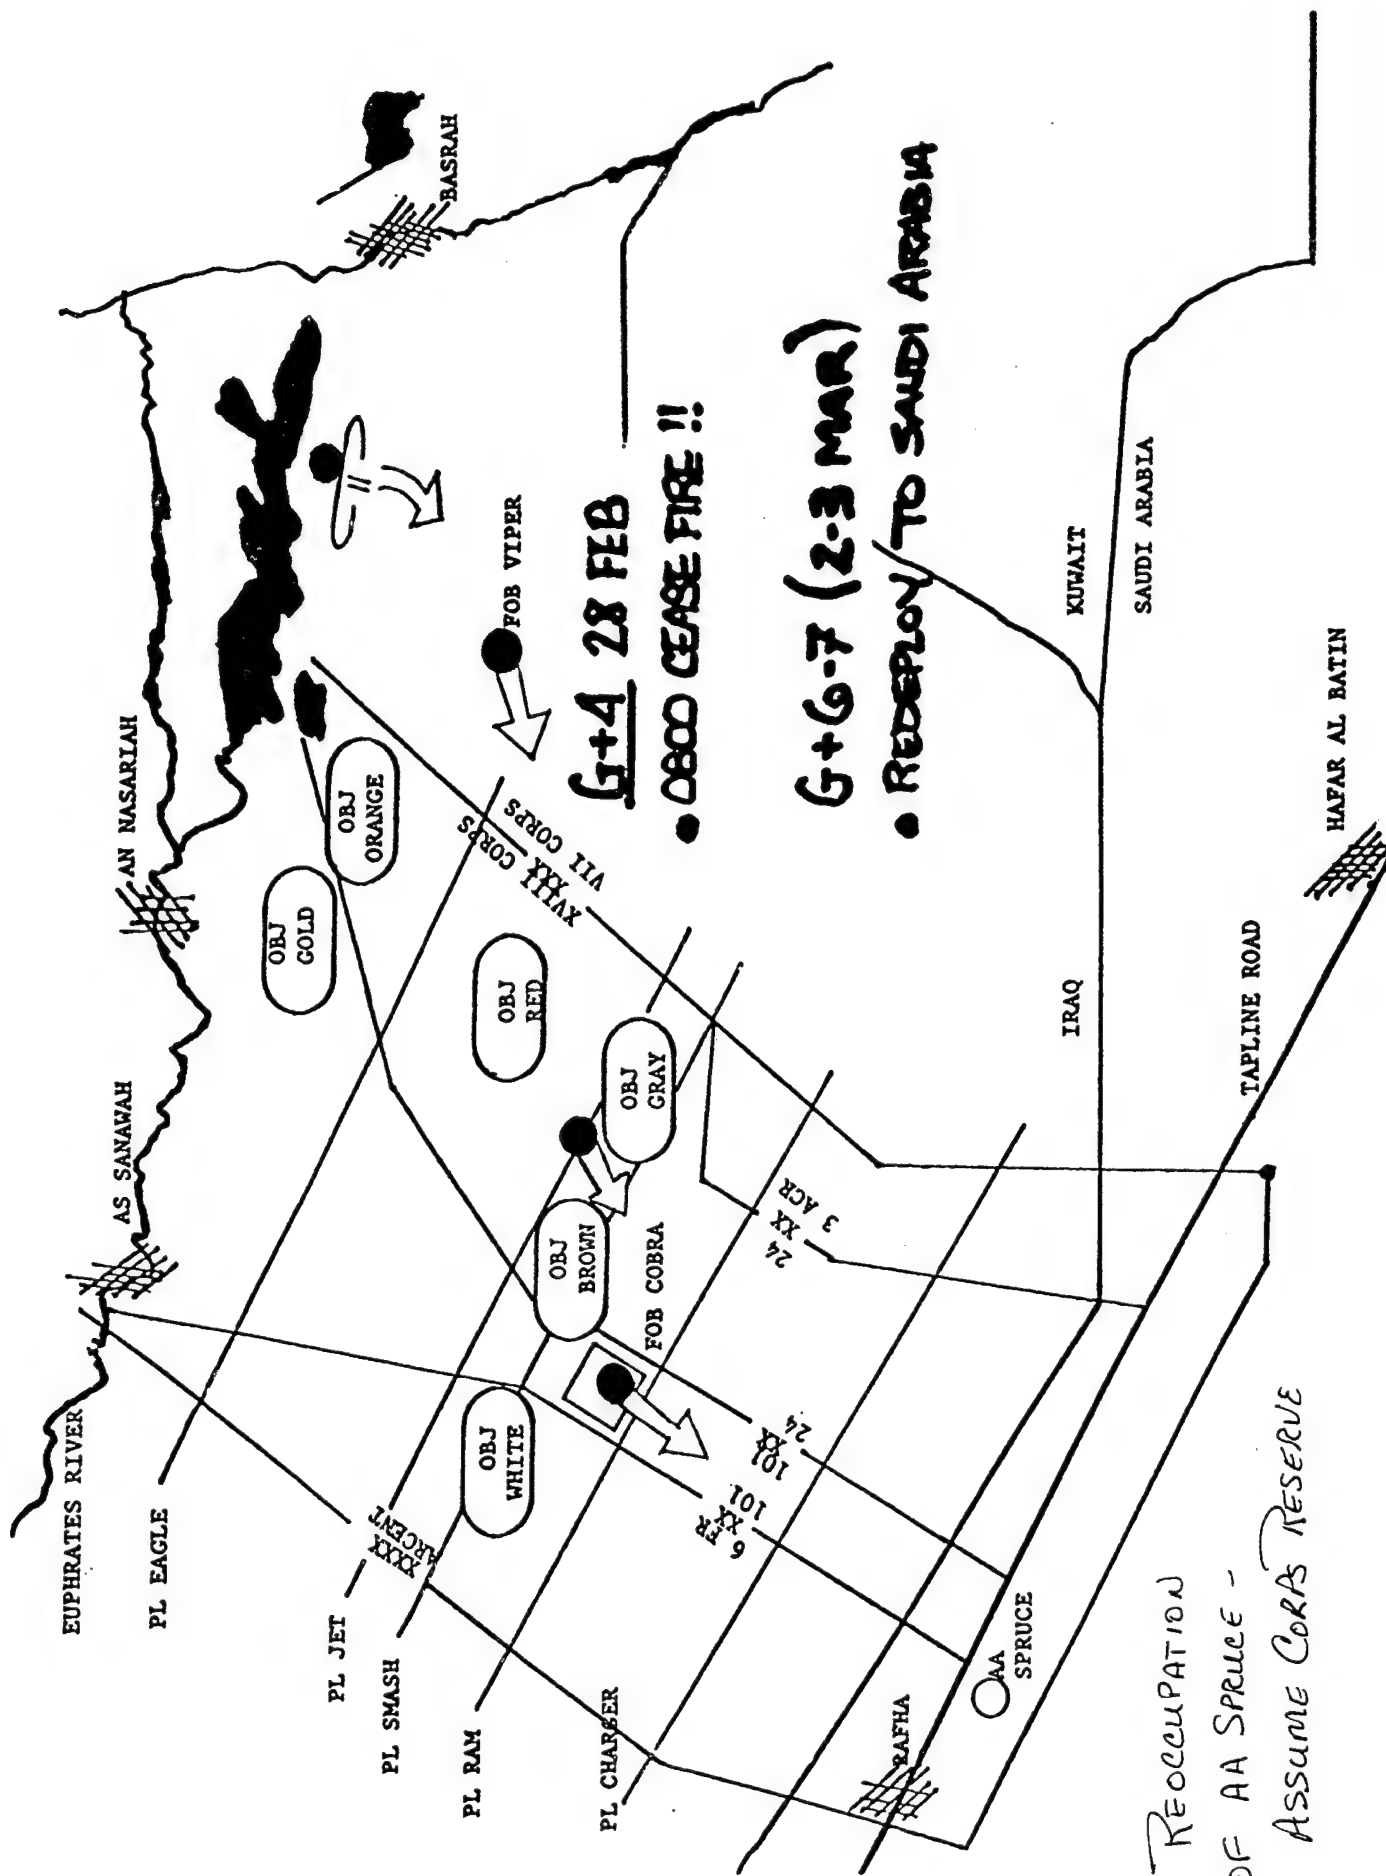 EUPHRATES RIVER
AS SANAWAH
AN NASARIAH
BASRAH
PL EAGLE
PL JET
PL SMASH
PL RAM
PL CHARGER
XXXX
ARCENT
OBJ
WHITE
OBJ
BROWN
OBJ
GRAY
OBJ
RED
OBJ
GOLD
OBJ
ORANGE
FOB COBRA
FOB VIPER
XVIII CORPS
XXX
VII CORPS
6 FR
XX
101
101
XX
24
24
XX
3 ACR
G+4 28 FEB
• 0800 CEASE FIRE !!
G+6-7 (2-3 MAR)
• REDEPLOY TO SAUDI ARABIA
IRAQ
KUWAIT
SAUDI ARABIA
RAFHA
AA
SPRUCE
TAPLINE ROAD
HAFAR AL BATIN
REOCCUPATION
OF AA SPRUCE -
ASSUME CORPS RESERVE